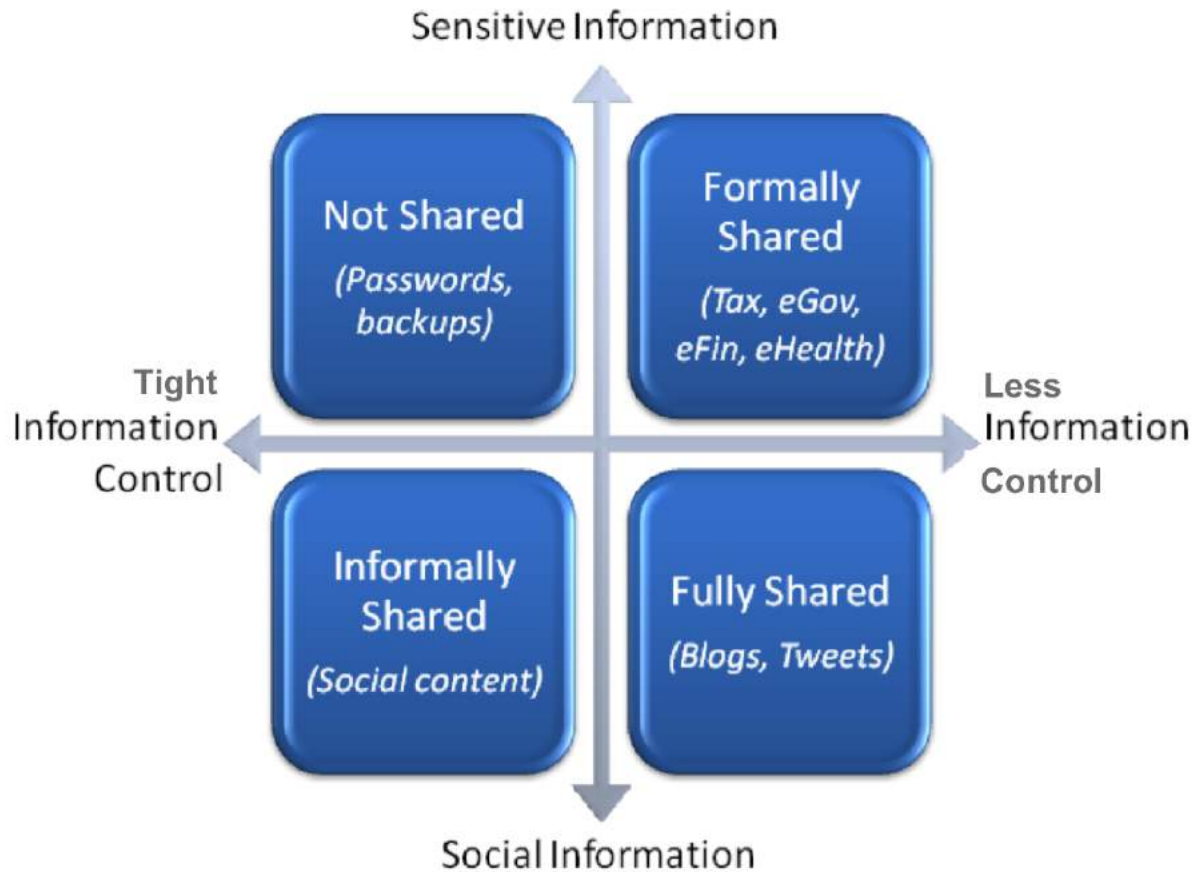 Sensitive Information
Not Shared
(Passwords,
backups)
Formally
Shared
(Tax, eGov,
eFin, eHealth)
Tight
Information
Control
Less
Information
Control
Informally
Shared
(Social content)
Fully Shared
(Blogs, Tweets)
Social Information